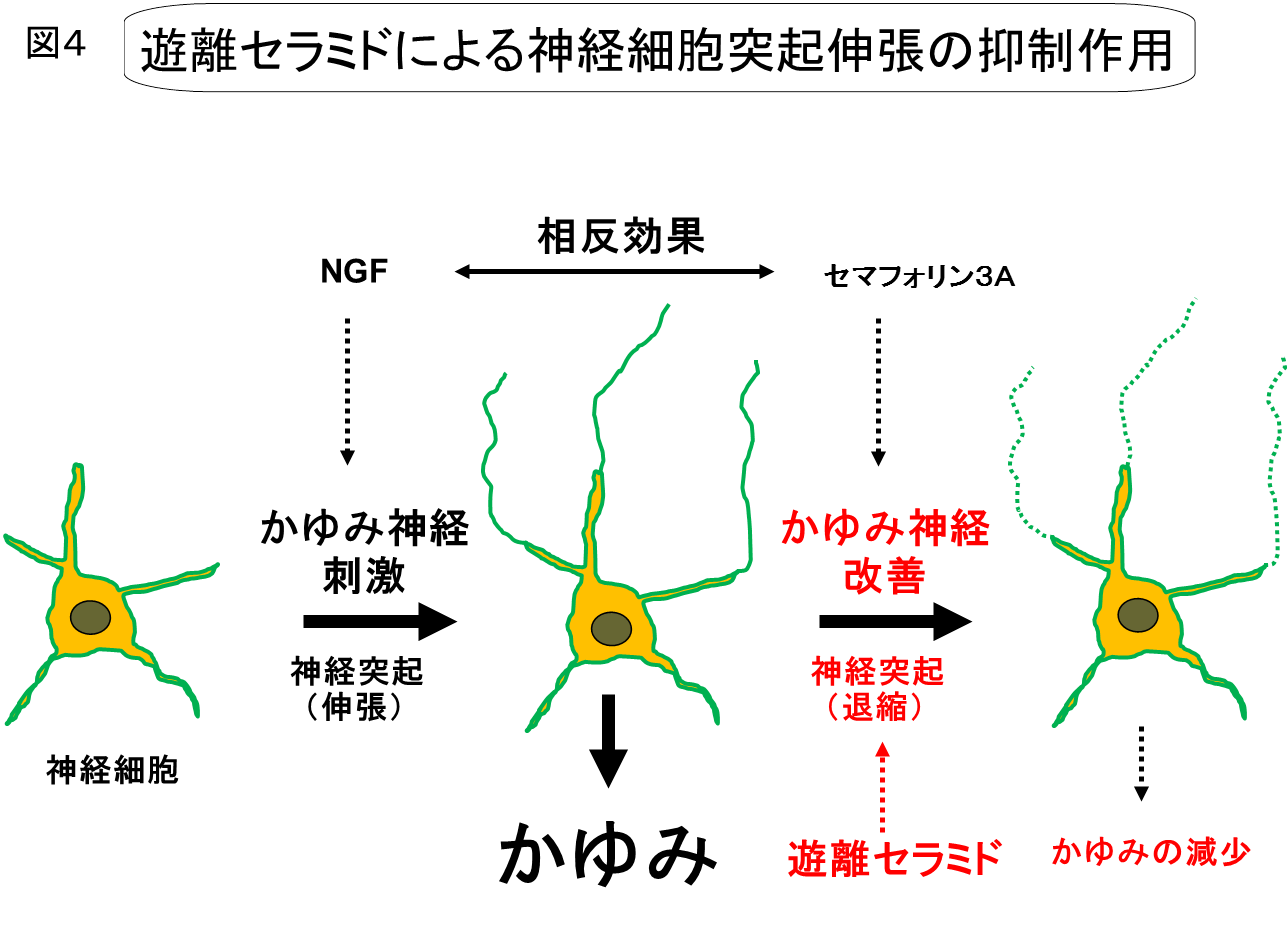 図4
遊離セラミドによる神経細胞突起伸張の抑制作用
相反効果
NGF
セマフォリン3A
かゆみ神経
刺激
神経突起
(伸張)
かゆみ神経
改善
神経突起
(退縮)
神経細胞
かゆみ
遊離セラミド
かゆみの減少